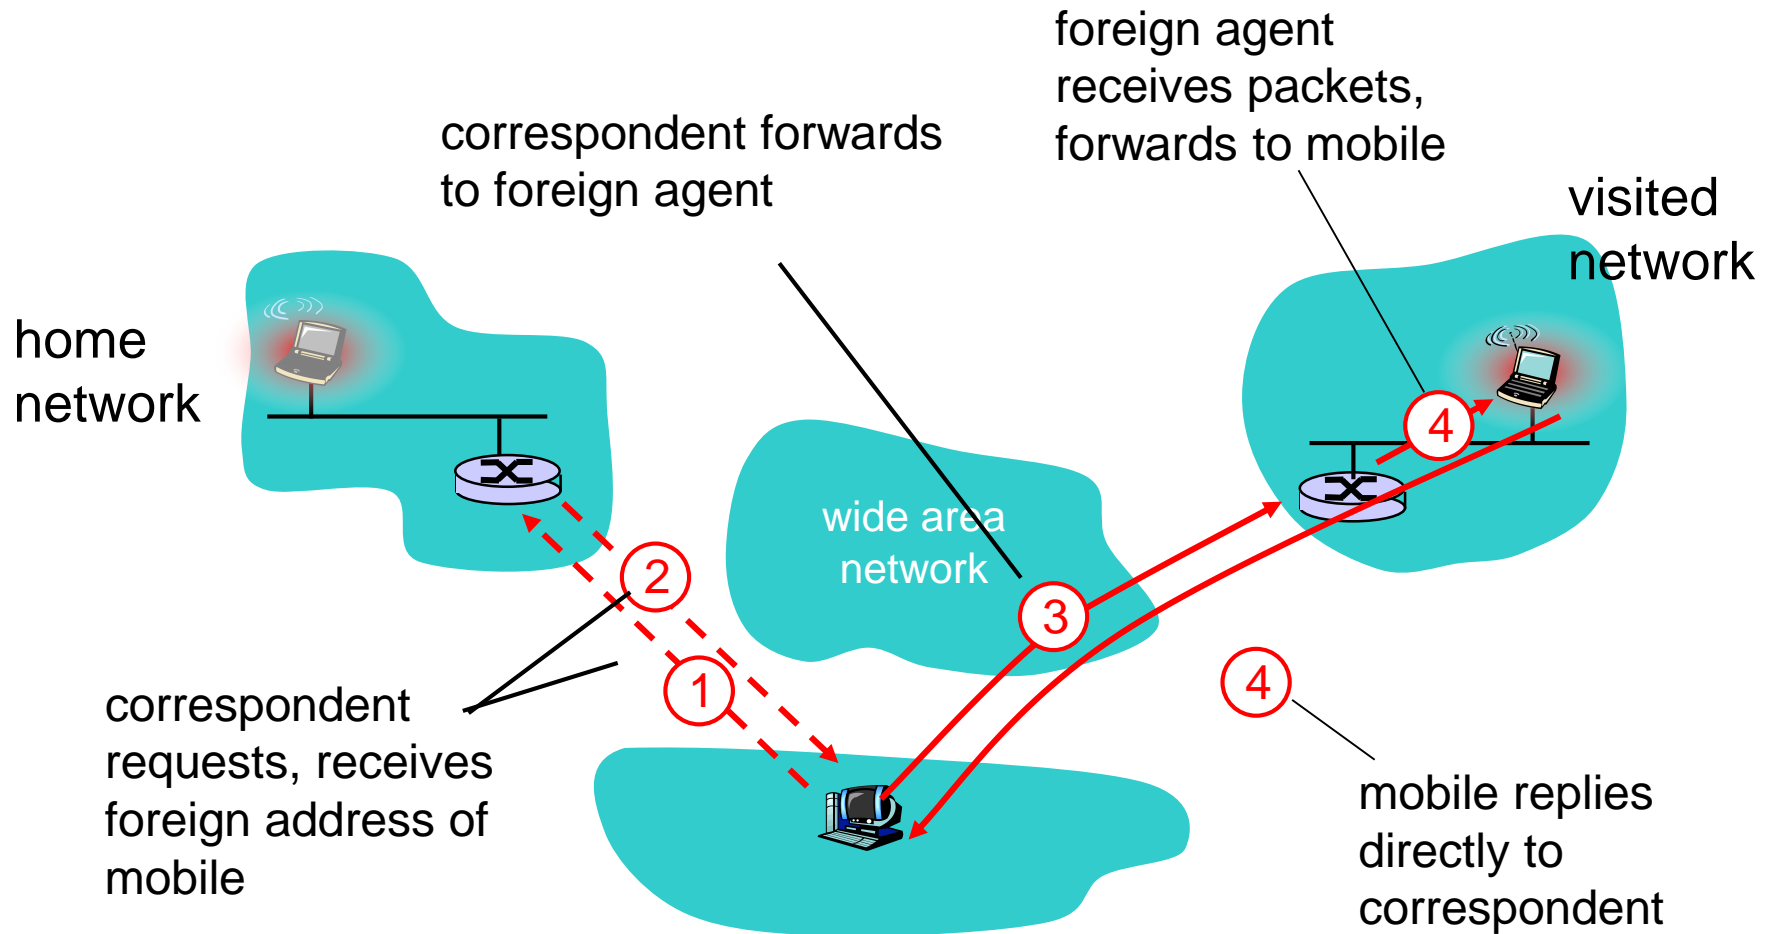 foreign agent
receives packets,
forwards to mobile
correspondent forwards
to foreign agent
visited
network
home
network
4
wide area
network
2
3
1
4
correspondent
requests, receives
foreign address of
mobile
mobile replies
directly to
correspondent